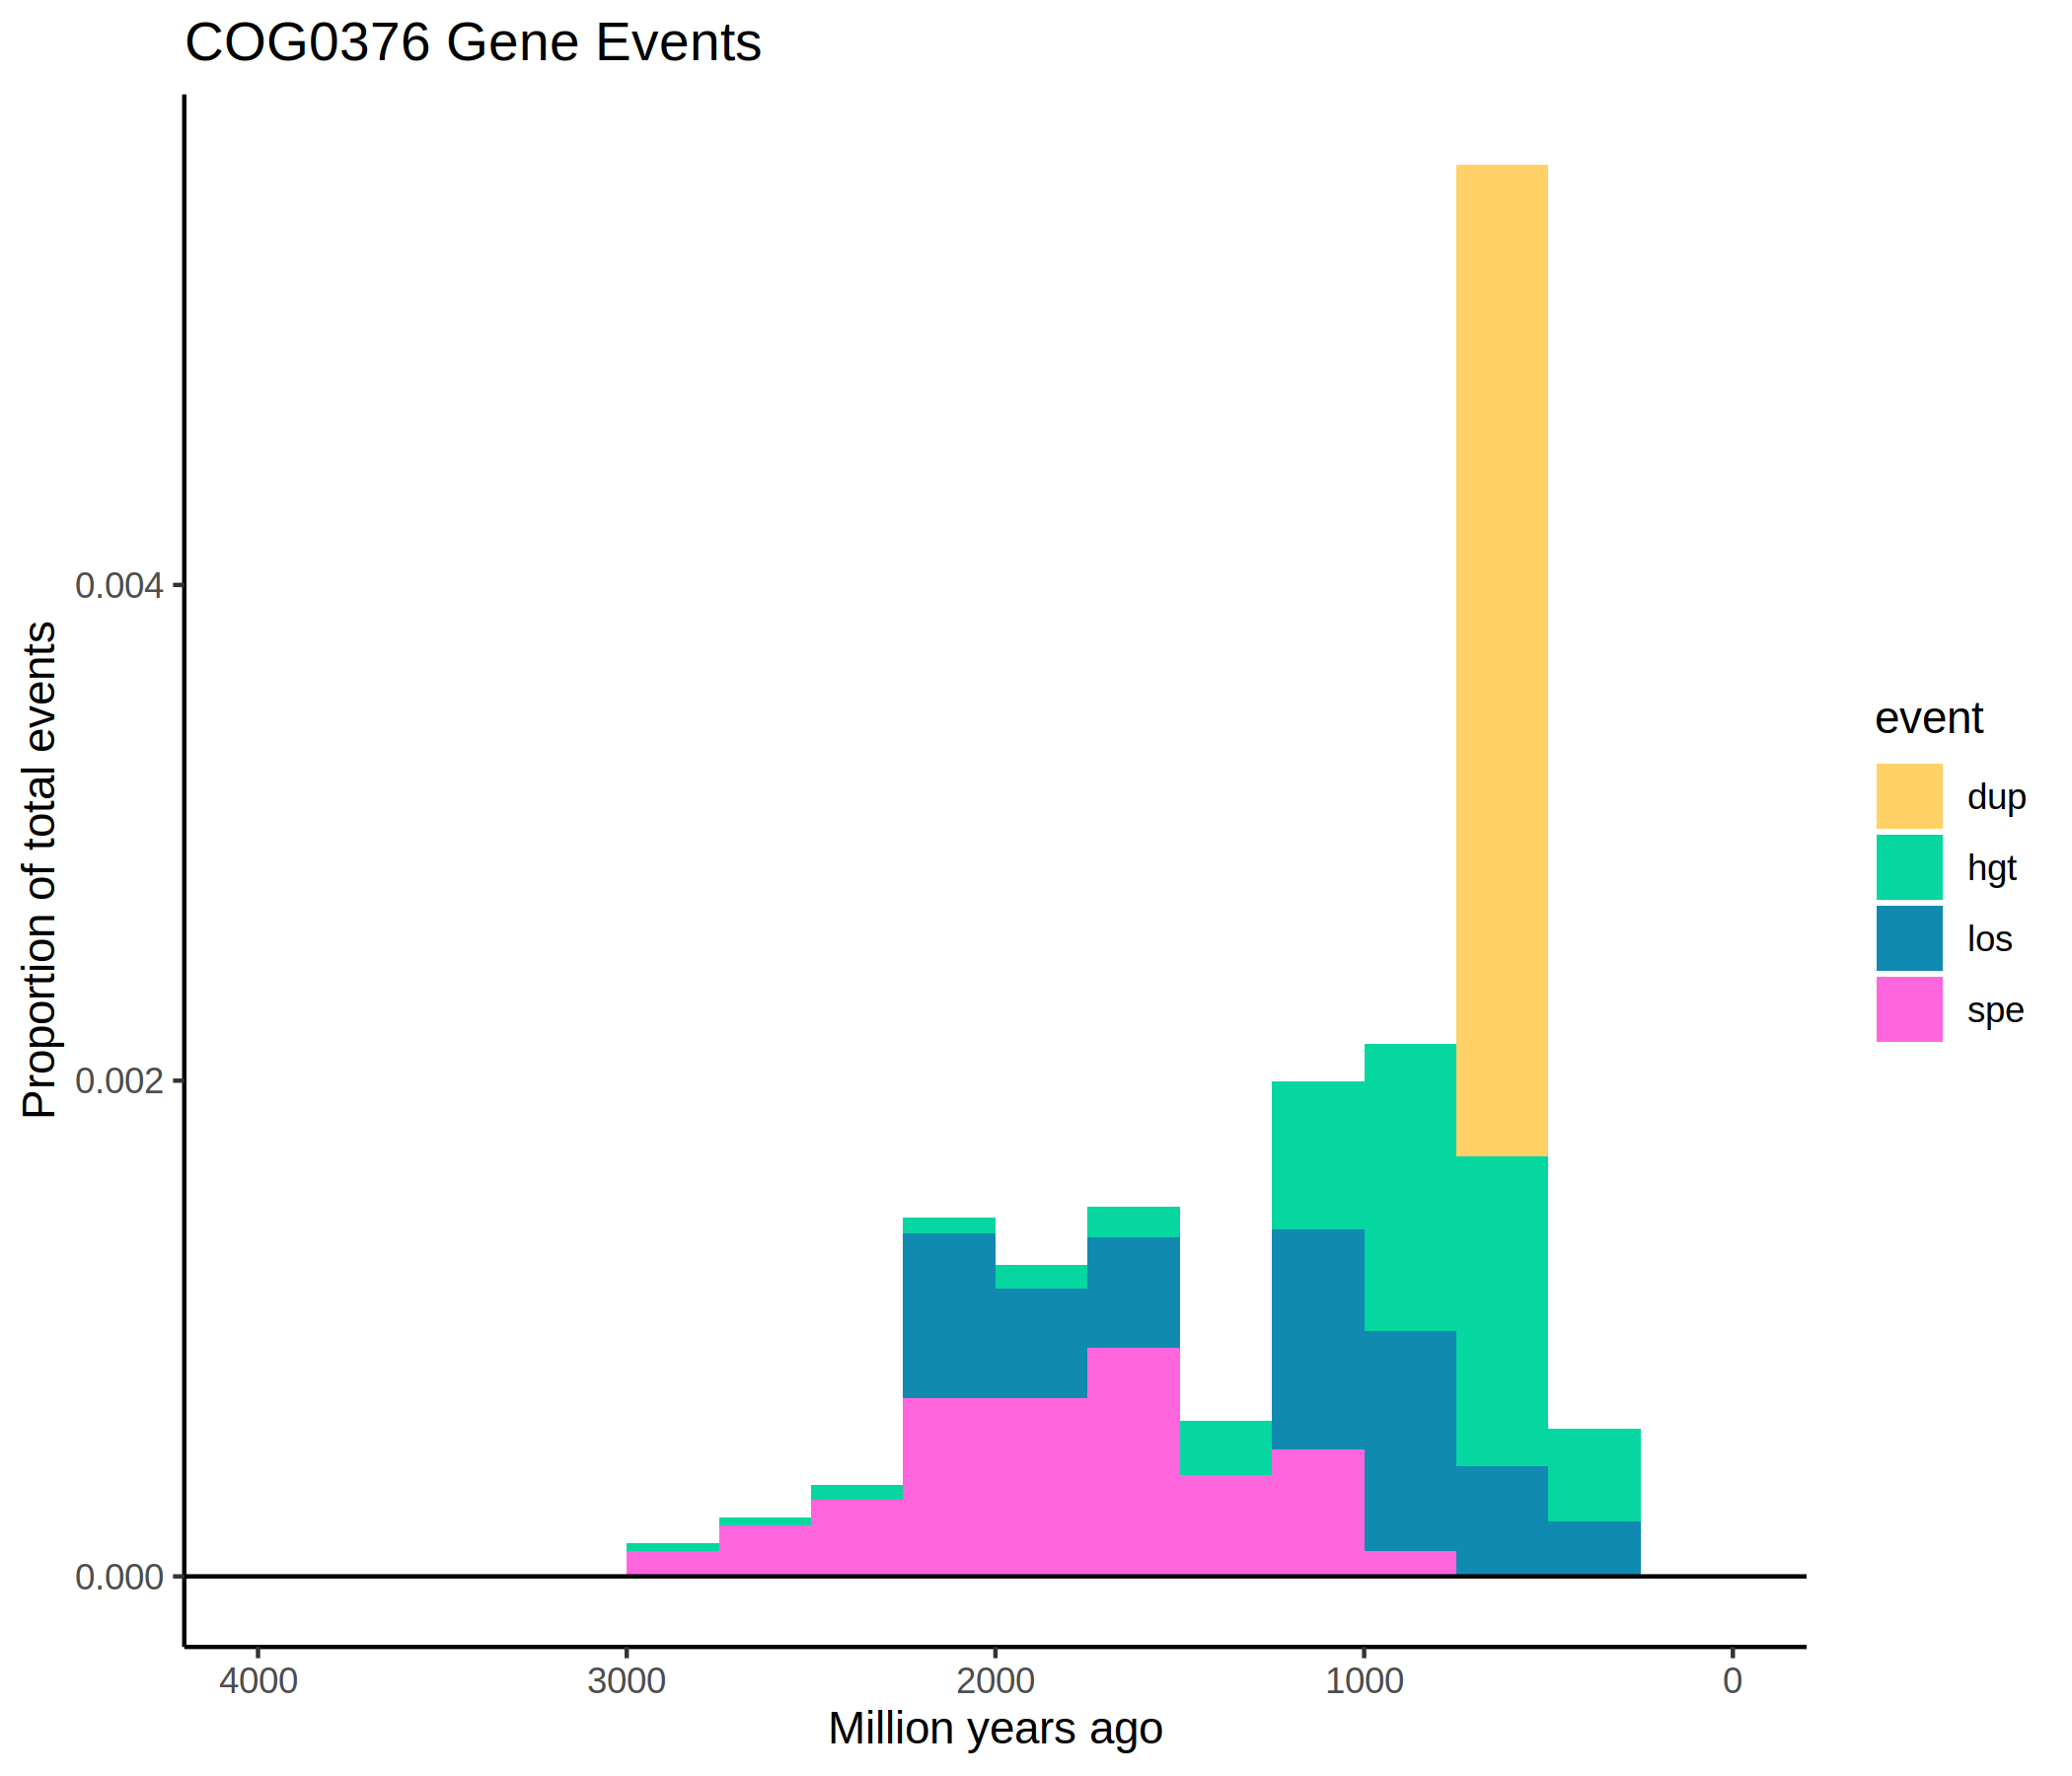 COG0376 Gene Events
Proportion of total events
0.004
0.002
0.000
4000 3000 2000 1000 0
Million years ago
event
dup
hgt
los
spe